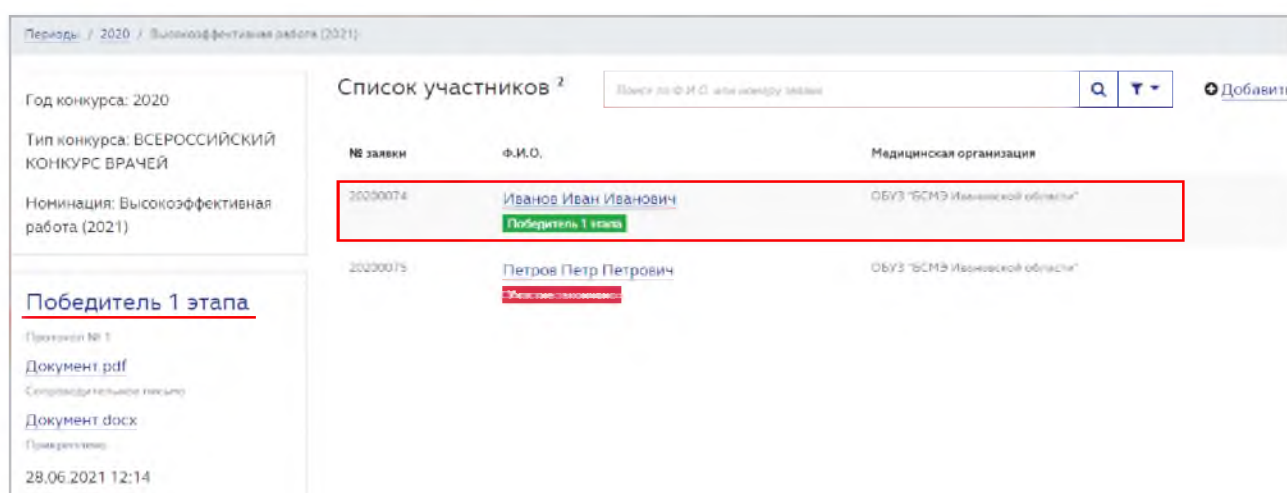 Периоды / 2020 / Высокоэффективная работа (2021)
Год конкурса: 2020
Тип конкурса: ВСЕРОССИЙСКИЙ
КОНКУРС ВРАЧЕЙ
Номинация: Высокоэффективная
работа (2021)
Победитель 1 этапа
Протокол № 1
Документ.pdf
Сопроводительное письмо
Документ.docx
Прикреплено
28.06.2021 12:14
Список участников 2
Поиск по Ф.И.О. или номеру заявки
Добавить
№ заявки Ф.И.О. Медицинская организация
20200074 Иванов Иван Иванович ОБУЗ "БСМЭ Ивановской области"
Победитель 1 этапа
20200075 Петров Петр Петрович ОБУЗ "БСМЭ Ивановской области"